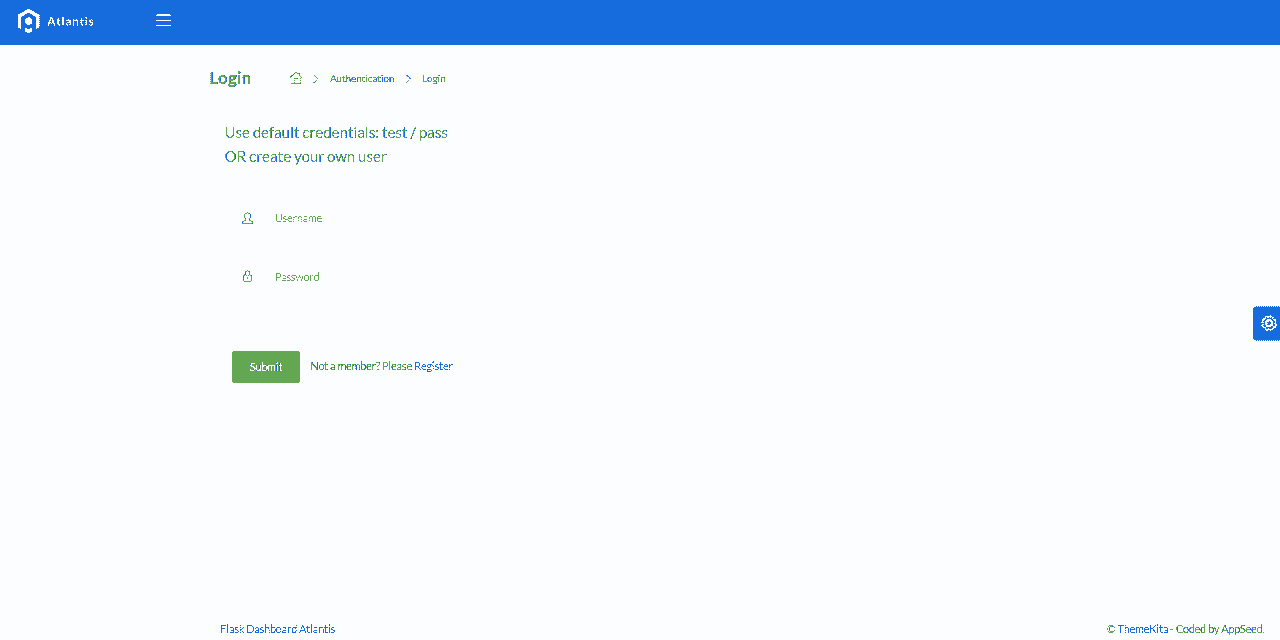 Atlantis
Login
Authentication
Login
Use default credentials: test / pass
OR create your own user
Username
Password
Submit
Not a member? Please Register
Flask Dashboard Atlantis
© ThemeKita - Coded by AppSeed.